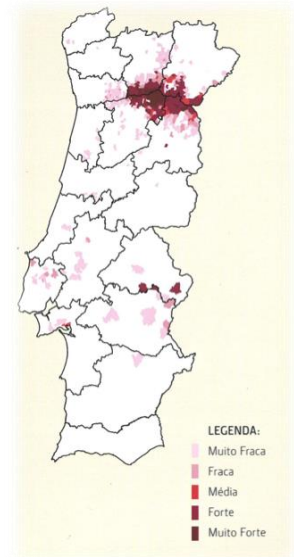 LEGENDA:
Muito Fraca
Fraca
Média
Forte
Muito Forte